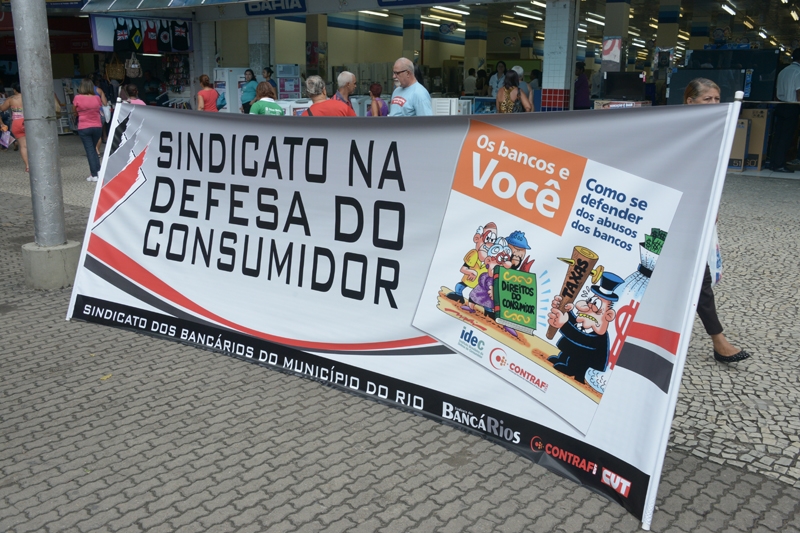 BAHIA
SINDICATO NA
DEFESA DO
CONSUMIDOR
Os bancos e
Você
Como se
defender
dos abusos
dos bancos
DIREITOS
DO
CONSUMIDOR
TAXAS
idec
CONTRAF
SINDICATO DOS BANCÁRIOS DO MUNICÍPIO DO RIO
BANCÁRIOS
CONTRAF
CUT